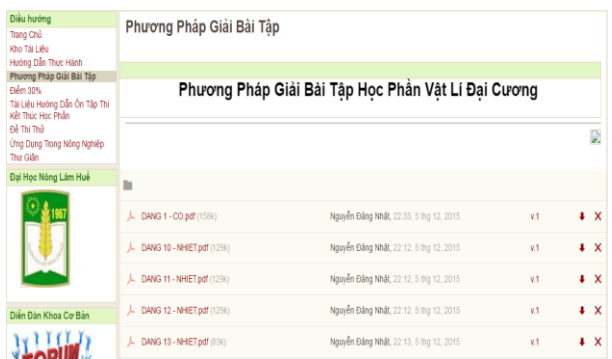 Điều hướng
Trang Chủ
Kho Tài Liệu
Hướng Dẫn Thực Hành
Phương Pháp Giải Bài Tập
Điểm 30%
Tài Liệu Hướng Dẫn Ôn Tập Thi
Kết Thúc Học Phần
Đề Thi Thử
Ứng Dụng Trong Nông Nghiệp
Thư Giãn
Đại Học Nông Lâm Huế
1967
Diễn Đàn Khoa Cơ Bản
FORUM
Phương Pháp Giải Bài Tập
Phương Pháp Giải Bài Tập Học Phần Vật Lí Đại Cương
DANG 1 - CO.pdf (158k) Nguyễn Đăng Nhật, 22:33, 5 thg 12, 2015 v.1
DANG 10 - NHIET.pdf (129k) Nguyễn Đăng Nhật, 22:12, 5 thg 12, 2015 v.1
DANG 11 - NHIET.pdf (129k) Nguyễn Đăng Nhật, 22:12, 5 thg 12, 2015 v.1
DANG 12 - NHIET.pdf (129k) Nguyễn Đăng Nhật, 22:12, 5 thg 12, 2015 v.1
DANG 13 - NHIET.pdf (83k) Nguyễn Đăng Nhật, 22:13, 5 thg 12, 2015 v.1